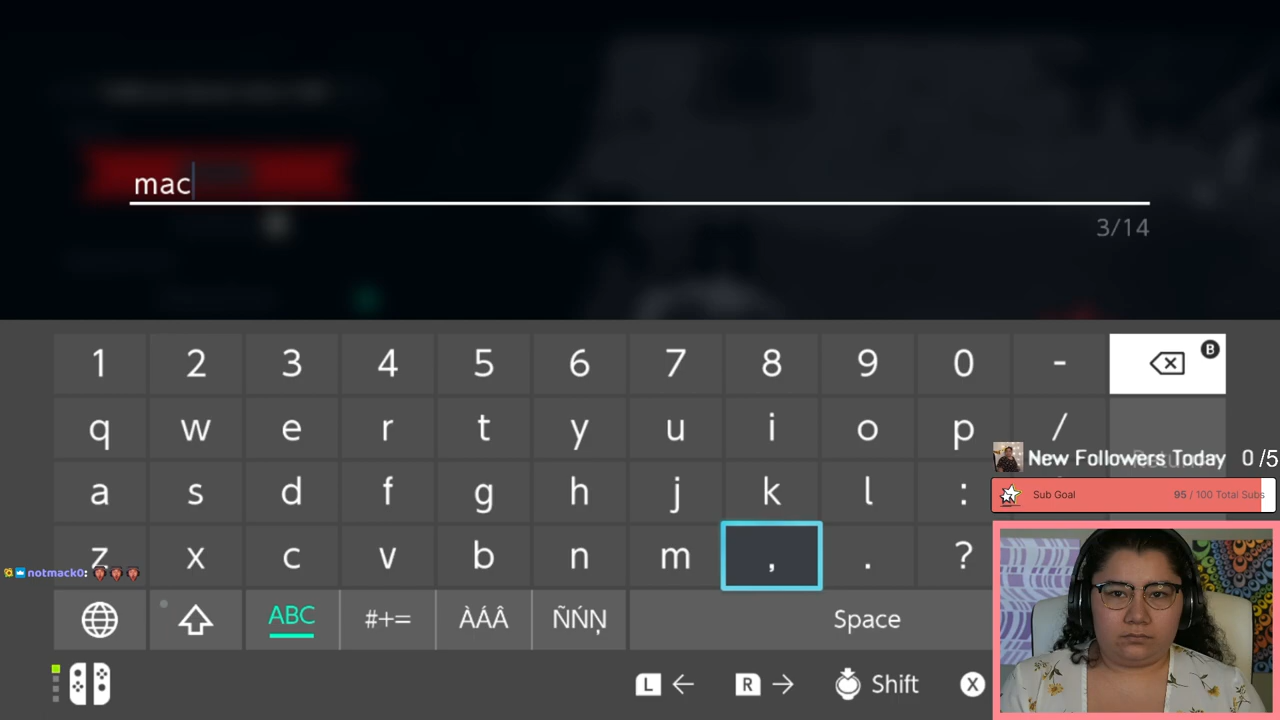 mac
3/14
1 2 3 4 5 6 7 8 9 0 - B
q w e r t y u i o p /
New Followers Today 0 /5
a s d f g h j k l :
Sub Goal 95 / 100 Total Subs
z x c v b n m , . ?
notmack0:
ABC #+= ÀÁÂ ÑŃŅ Space
L ← R → Shift X